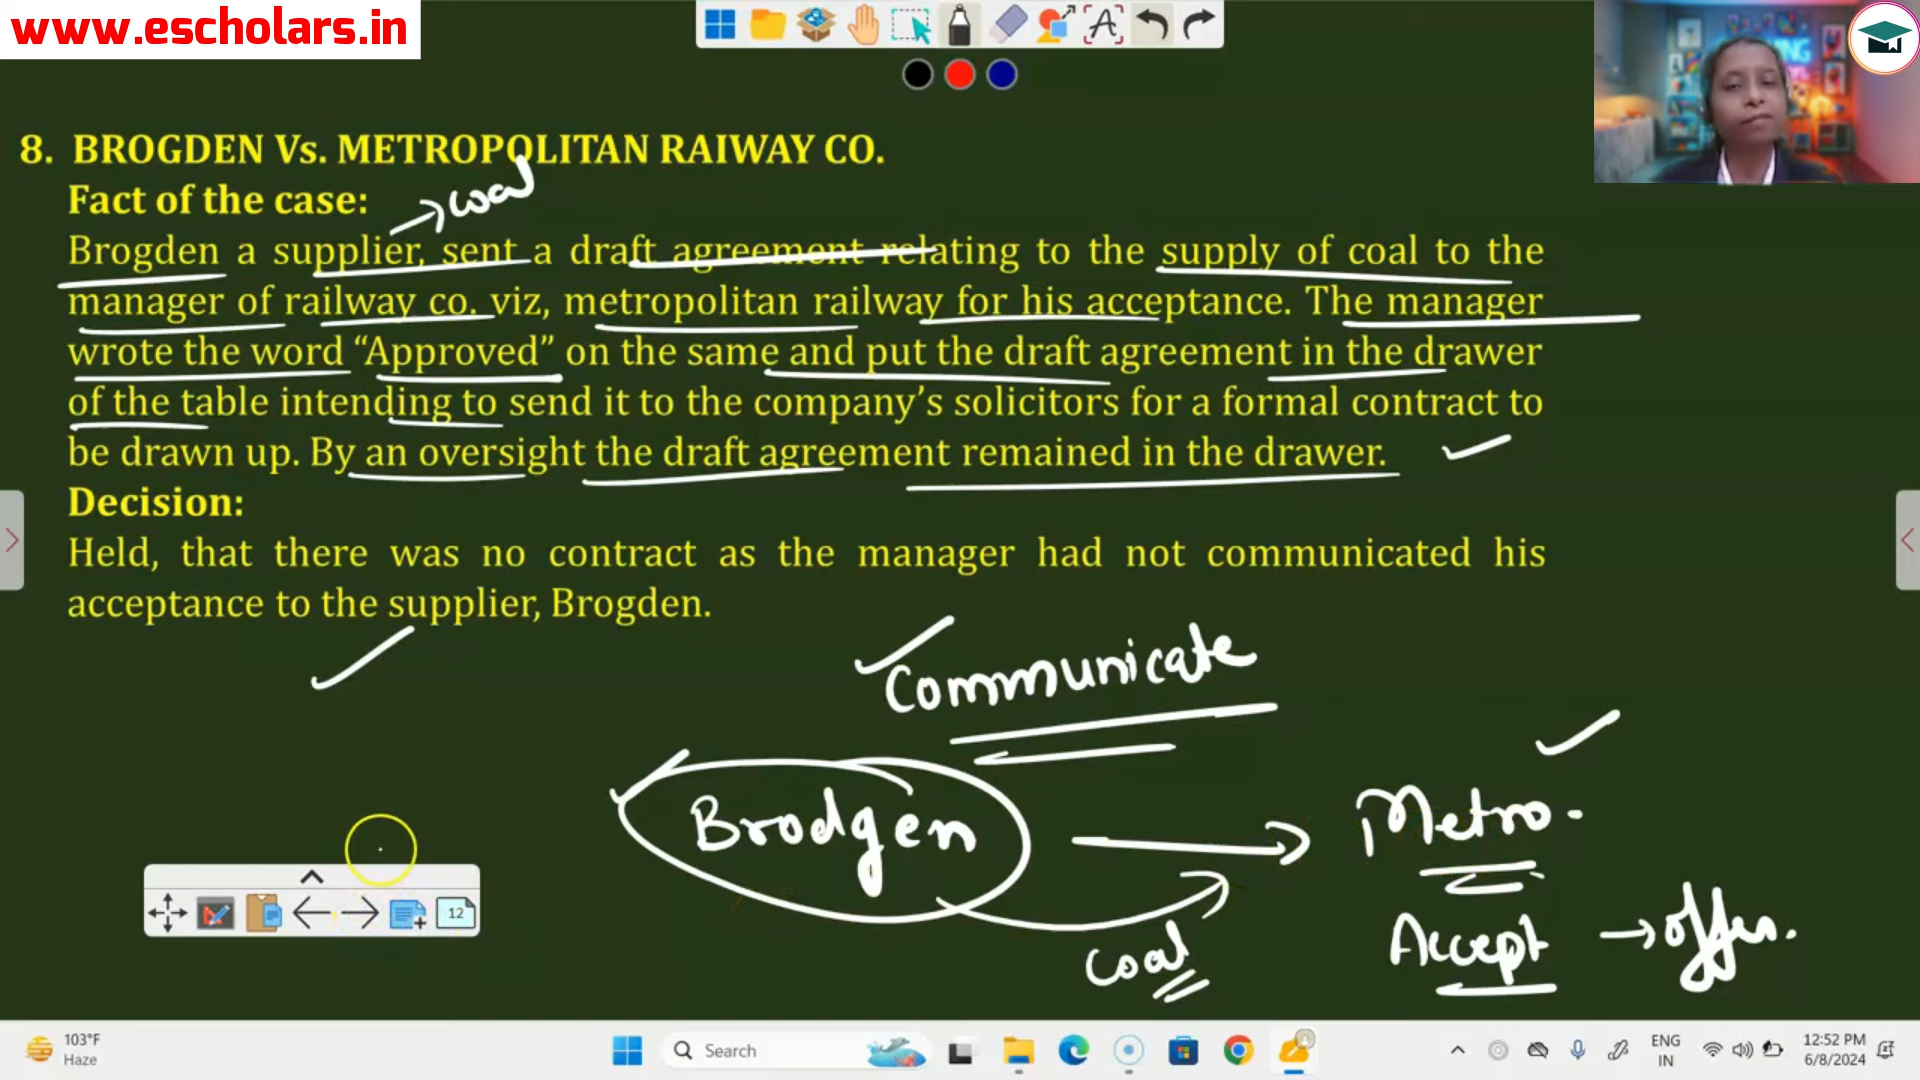 www.escholars.in
8. BROGDEN Vs. METROPOLITAN RAIWAY CO.
Fact of the case:
→ coal
Brogden a supplier, sent a draft agreement relating to the supply of coal to the
manager of railway co. viz, metropolitan railway for his acceptance. The manager
wrote the word “Approved” on the same and put the draft agreement in the drawer
of the table intending to send it to the company’s solicitors for a formal contract to
be drawn up. By an oversight the draft agreement remained in the drawer.
Decision:
Held, that there was no contract as the manager had not communicated his
acceptance to the supplier, Brogden.
Communicate
Brodgen → Metro.
coal
Accept → offer.
12
103°F
Haze
Search
ENG
IN
12:52 PM
6/8/2024